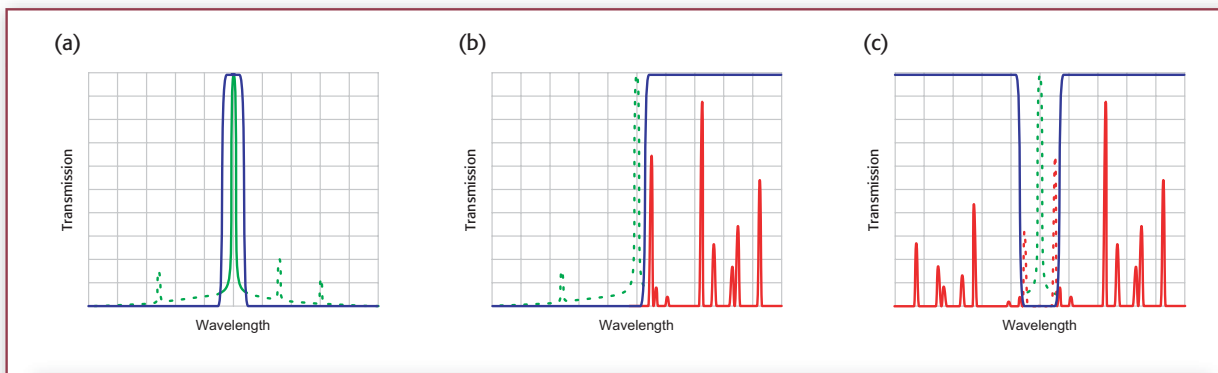 (a)
(b)
(c)
Transmission
Transmission
Transmission
Wavelength
Wavelength
Wavelength